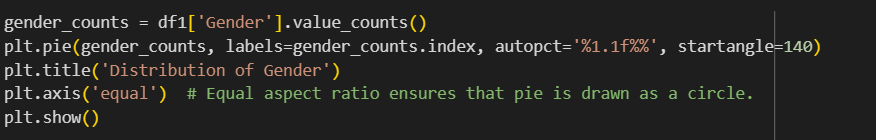 gender_counts = df1['Gender'].value_counts()
plt.pie(gender_counts, labels=gender_counts.index, autopct='%1.1f%%', startangle=140)
plt.title('Distribution of Gender')
plt.axis('equal')  # Equal aspect ratio ensures that pie is drawn as a circle.
plt.show()